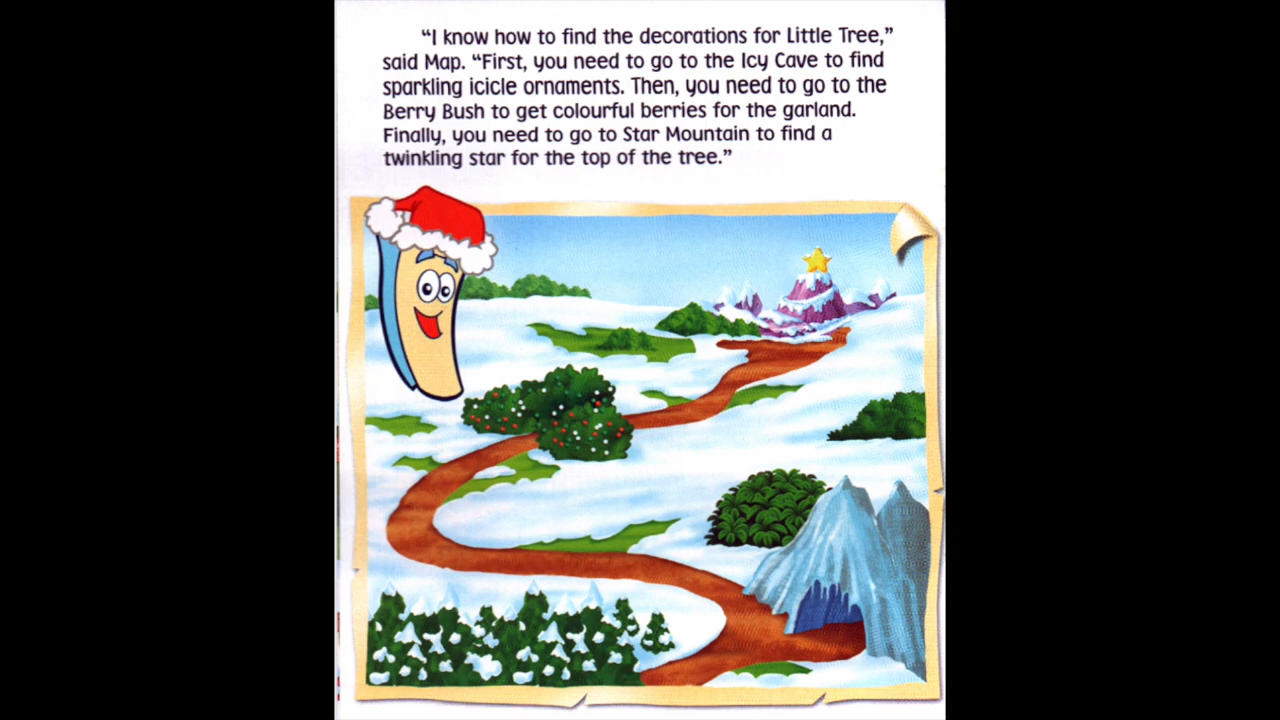 “I know how to find the decorations for Little Tree,”
said Map. “First, you need to go to the Icy Cave to find
sparkling icicle ornaments. Then, you need to go to the
Berry Bush to get colourful berries for the garland.
Finally, you need to go to Star Mountain to find a
twinkling star for the top of the tree.”